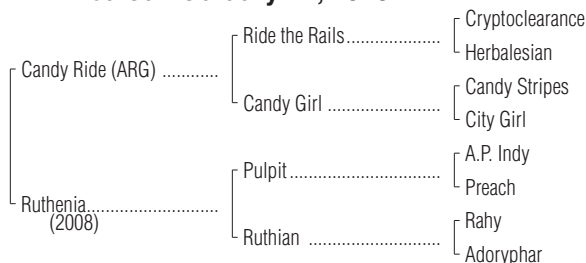 Cryptoclearance
Ride the Rails
Herbalesian
Candy Ride (ARG)
Candy Stripes
Candy Girl
City Girl
A.P. Indy
Pulpit
Preach
Ruthenia
(2008)
Rahy
Ruthian
Adoryphar